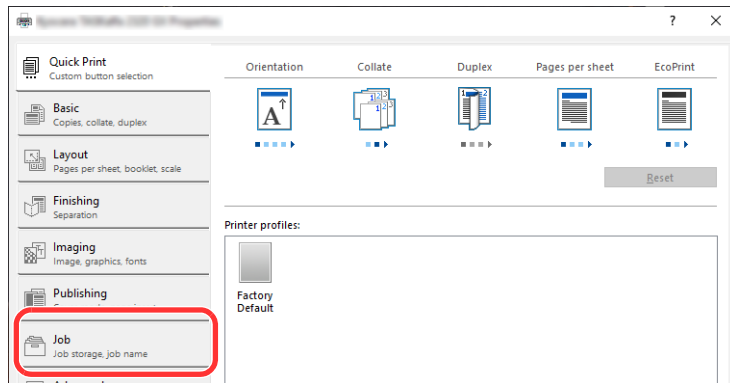 Quick Print
Custom button selection
Basic
Copies, collate, duplex
Layout
Pages per sheet, booklet, scale
Finishing
Separation
Imaging
Image, graphics, fonts
Publishing
Job
Job storage, job name
Orientation
Collate
Duplex
Pages per sheet
EcoPrint
Reset
Printer profiles:
Factory
Default